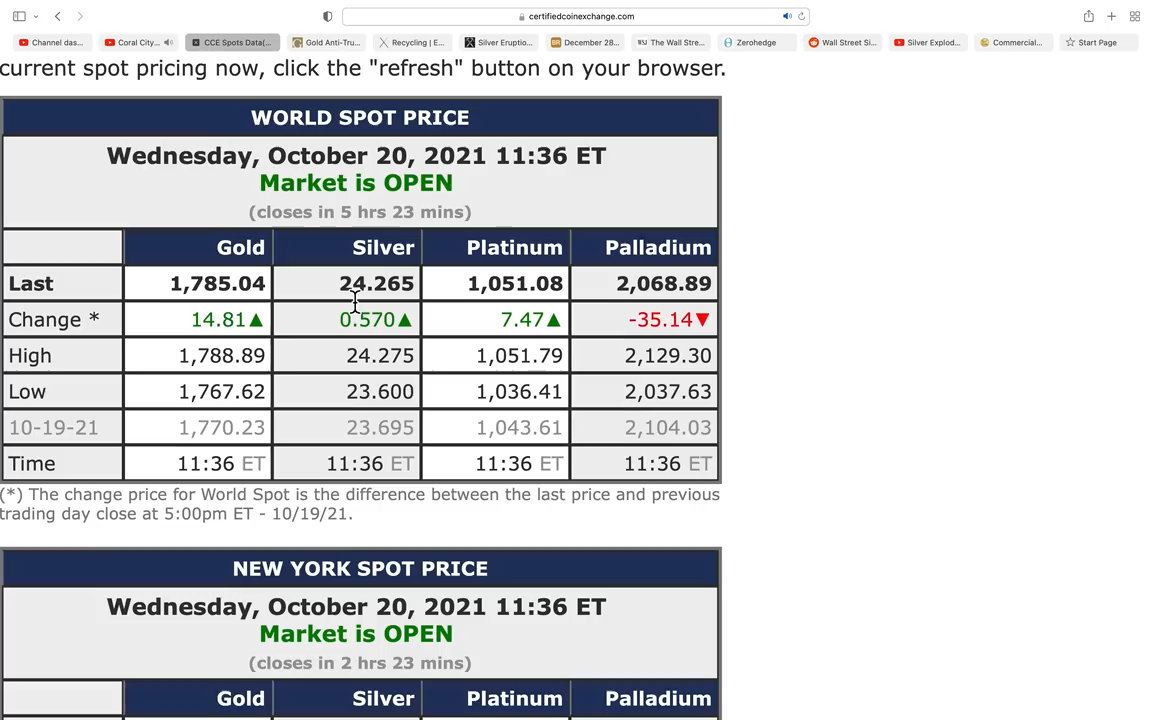 certifiedcoinexchange.com
Channel das...
Coral City...
CCE Spots Data(...
Gold Anti-Tru...
Recycling | E...
Silver Eruptio...
BR
December 28...
WSJ
The Wall Stre...
Zerohedge
Wall Street Si...
Silver Explod...
Commercial...
Start Page
current spot pricing now, click the "refresh" button on your browser.
WORLD SPOT PRICE
Wednesday, October 20, 2021 11:36 ET
Market is OPEN
(closes in 5 hrs 23 mins)
Gold Silver Platinum Palladium
Last 1,785.04 24.265 1,051.08 2,068.89
Change * 14.81▲ 0.570▲ 7.47▲ -35.14▼
High 1,788.89 24.275 1,051.79 2,129.30
Low 1,767.62 23.600 1,036.41 2,037.63
10-19-21 1,770.23 23.695 1,043.61 2,104.03
Time 11:36 ET 11:36 ET 11:36 ET 11:36 ET
(*) The change price for World Spot is the difference between the last price and previous
trading day close at 5:00pm ET - 10/19/21.
NEW YORK SPOT PRICE
Wednesday, October 20, 2021 11:36 ET
Market is OPEN
(closes in 2 hrs 23 mins)
Gold Silver Platinum Palladium